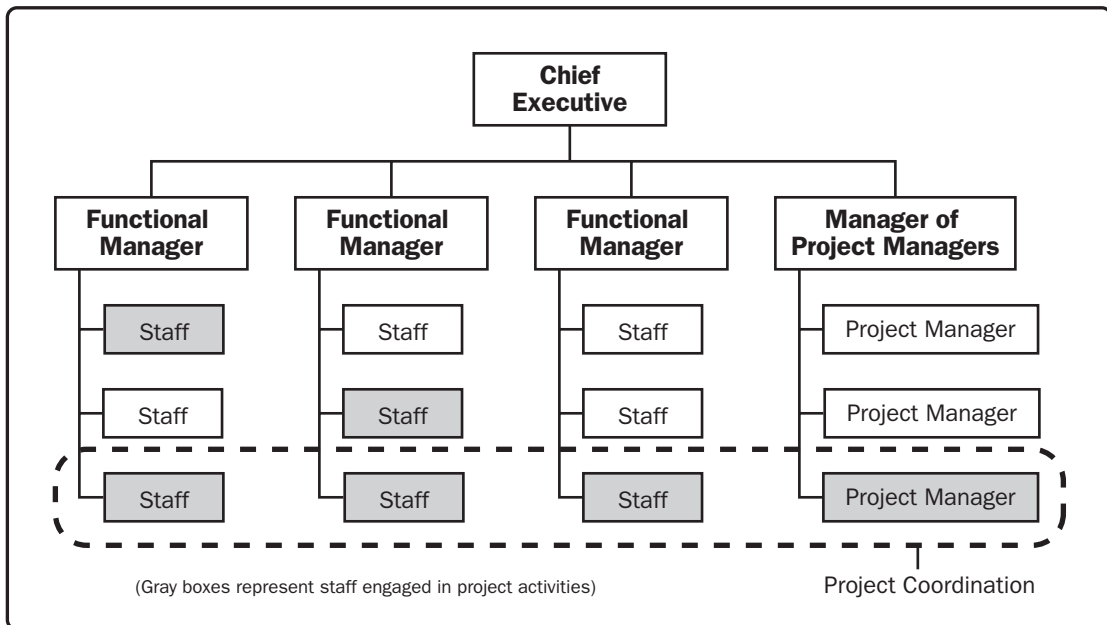 Chief
Executive
Functional
Manager
Functional
Manager
Functional
Manager
Manager of
Project Managers
Staff
Staff
Staff
Project Manager
Staff
Staff
Staff
Project Manager
Staff
Staff
Staff
Project Manager
(Gray boxes represent staff engaged in project activities)
Project Coordination